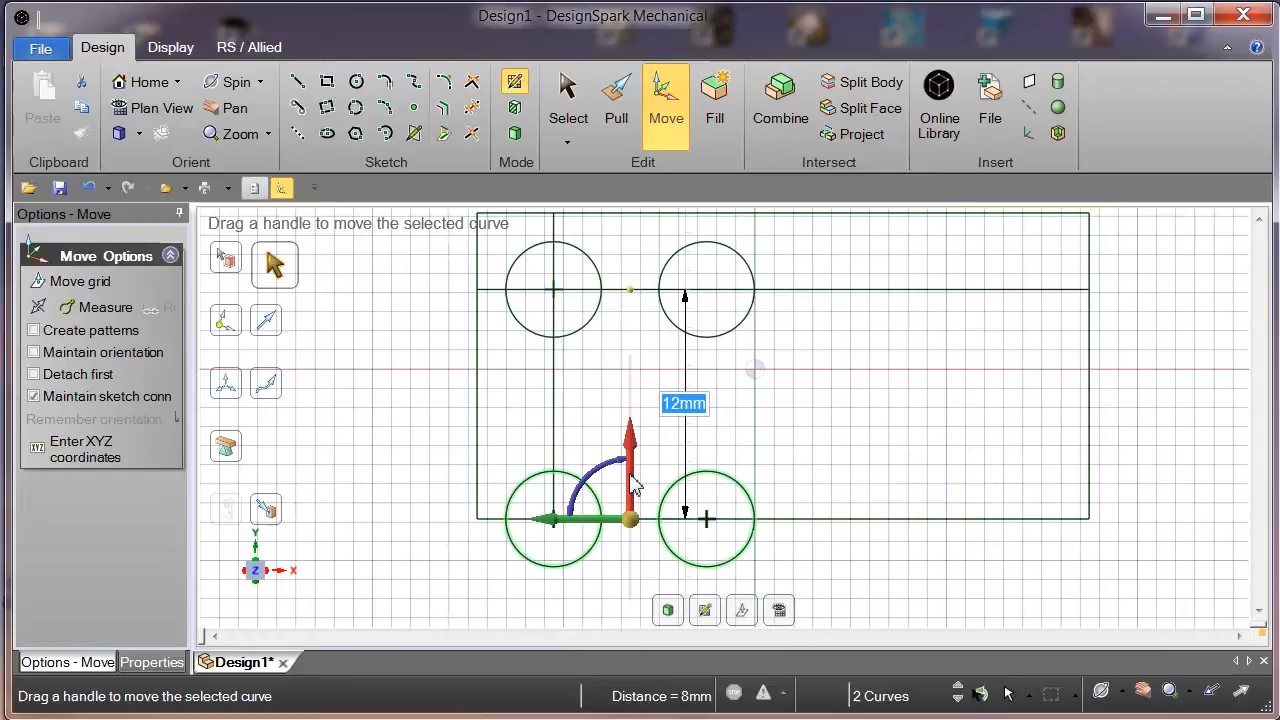 Design1 - DesignSpark Mechanical
File Design Display RS / Allied
Paste
Home Spin
Plan View Pan
Zoom
Select Pull Move Fill
Combine
Split Body
Split Face
Project
Online Library
File
Clipboard Orient Sketch Mode Edit Intersect Insert
Options - Move
Move Options
Move grid
Measure
Create patterns
Maintain orientation
Detach first
Maintain sketch conn
Remember orientation
XYZ Enter XYZ
coordinates
Drag a handle to move the selected curve
12mm
Y
Z X
Options - Move Properties Design1*
Drag a handle to move the selected curve Distance = 8mm 2 Curves